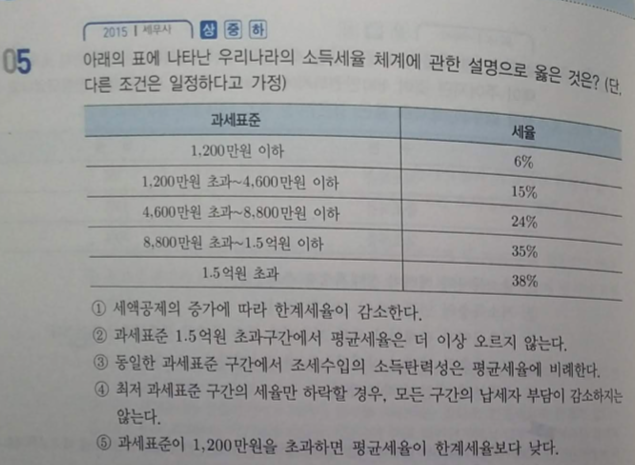 2015 | 세무사 상 중 하
05 아래의 표에 나타난 우리나라의 소득세율 체계에 관한 설명으로 옳은 것은? (단,
다른 조건은 일정하다고 가정)
과세표준 세율
1,200만원 이하 6%
1,200만원 초과~4,600만원 이하 15%
4,600만원 초과~8,800만원 이하 24%
8,800만원 초과~1.5억원 이하 35%
1.5억원 초과 38%
① 세액공제의 증가에 따라 한계세율이 감소한다.
② 과세표준 1.5억원 초과구간에서 평균세율은 더 이상 오르지 않는다.
③ 동일한 과세표준 구간에서 조세수입의 소득탄력성은 평균세율에 비례한다.
④ 최저 과세표준 구간의 세율만 하락할 경우, 모든 구간의 납세자 부담이 감소하지는
않는다.
⑤ 과세표준이 1,200만원을 초과하면 평균세율이 한계세율보다 낮다.